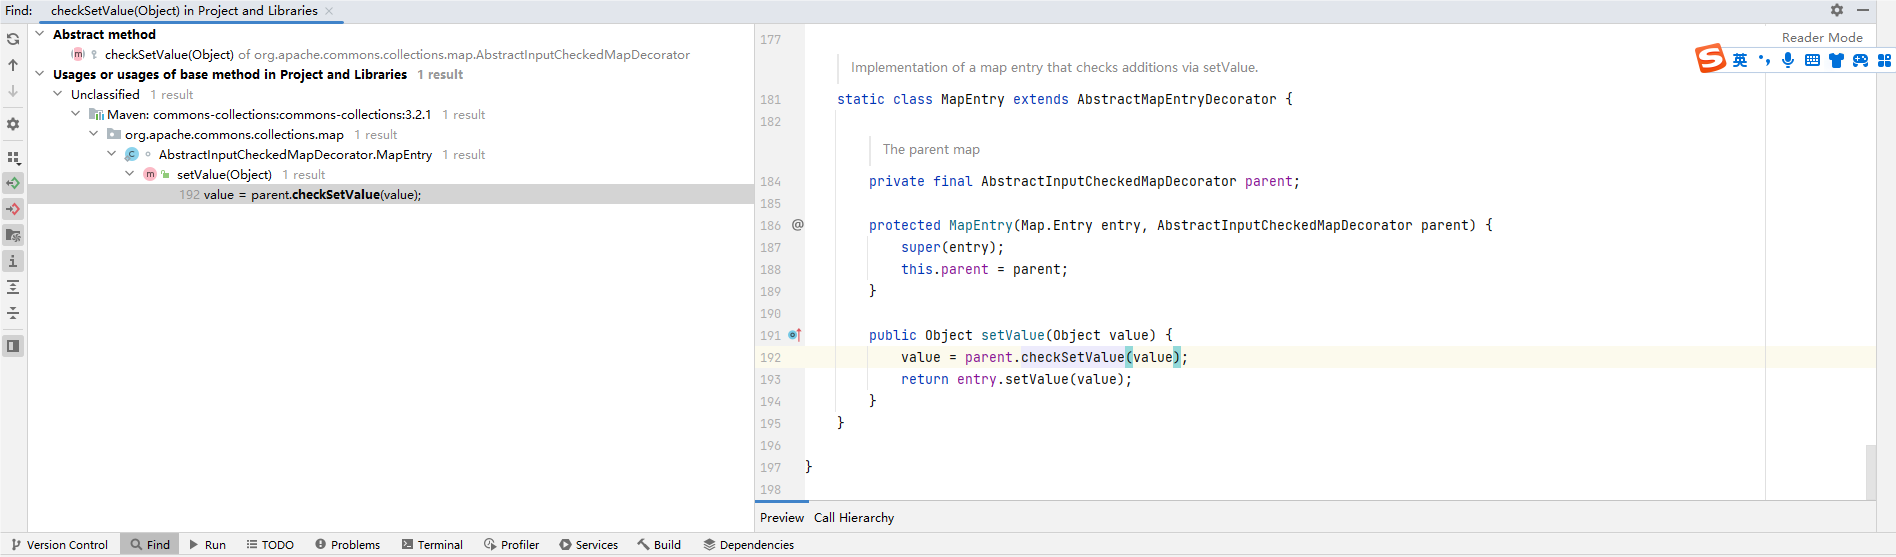 Find: checkSetValue(Object) in Project and Libraries
Abstract method
checkSetValue(Object) of org.apache.commons.collections.map.AbstractInputCheckedMapDecorator
Usages or usages of base method in Project and Libraries 1 result
Unclassified 1 result
Maven: commons-collections:commons-collections:3.2.1 1 result
org.apache.commons.collections.map 1 result
AbstractInputCheckedMapDecorator.MapEntry 1 result
setValue(Object) 1 result
192 value = parent.checkSetValue(value);
Reader Mode
英
177
Implementation of a map entry that checks additions via setValue.
181 static class MapEntry extends AbstractMapEntryDecorator {
182
The parent map
184 private final AbstractInputCheckedMapDecorator parent;
185
186 @ protected MapEntry(Map.Entry entry, AbstractInputCheckedMapDecorator parent) {
187 super(entry);
188 this.parent = parent;
189 }
190
191 public Object setValue(Object value) {
192 value = parent.checkSetValue(value);
193 return entry.setValue(value);
194 }
195 }
196
197 }
198
Preview Call Hierarchy
Version Control Find Run TODO Problems Terminal Profiler Services Build Dependencies